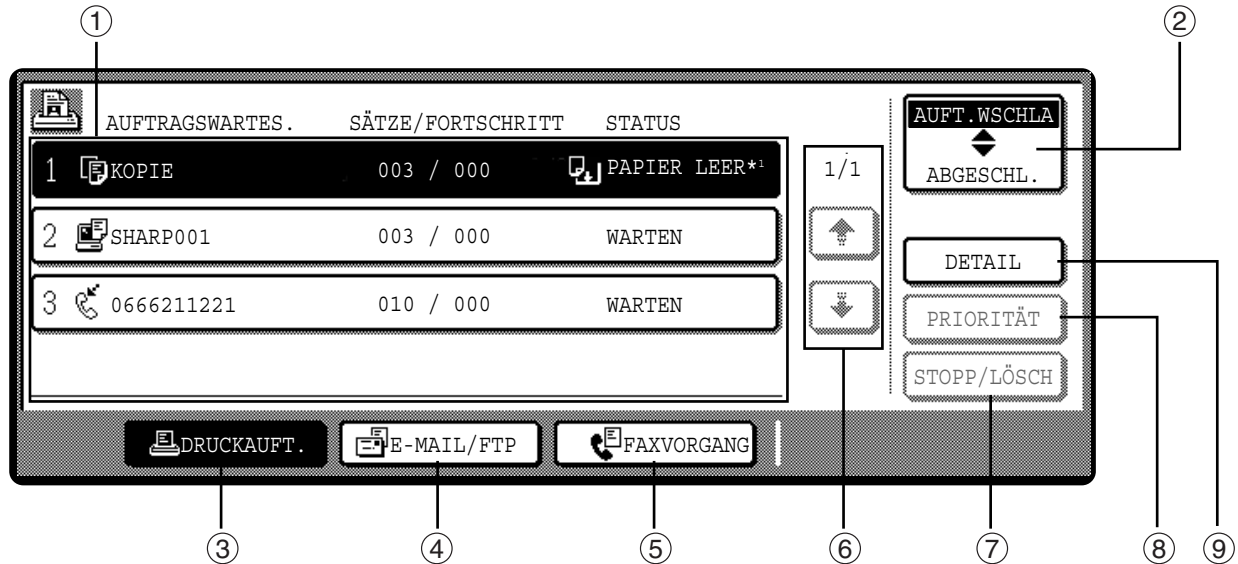 ① ②
AUFTRAGSWARTES. SÄTZE/FORTSCHRITT STATUS
1 KOPIE 003 / 000 PAPIER LEER*¹
2 SHARP001 003 / 000 WARTEN
3 0666211221 010 / 000 WARTEN
1/1
AUFT.WSCHLA
ABGESCHL.
DETAIL
PRIORITÄT
STOPP/LÖSCH
DRUCKAUFT. E-MAIL/FTP FAXVORGANG
③ ④ ⑤ ⑥ ⑦ ⑧ ⑨